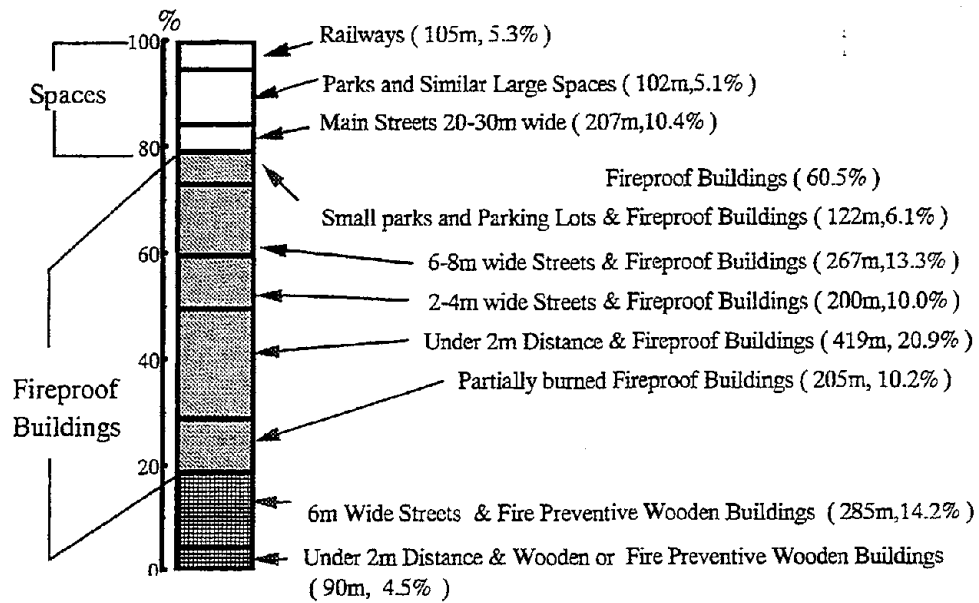 %
100
80
60
40
20
0
Spaces
Fireproof
Buildings
Railways ( 105m, 5.3% )
Parks and Similar Large Spaces ( 102m,5.1% )
Main Streets 20-30m wide ( 207m,10.4% )
Fireproof Buildings ( 60.5% )
Small parks and Parking Lots & Fireproof Buildings ( 122m,6.1% )
6-8m wide Streets & Fireproof Buildings ( 267m,13.3% )
2-4m wide Streets & Fireproof Buildings ( 200m,10.0% )
Under 2m Distance & Fireproof Buildings ( 419m, 20.9% )
Partially burned Fireproof Buildings ( 205m, 10.2% )
6m Wide Streets & Fire Preventive Wooden Buildings ( 285m,14.2% )
Under 2m Distance & Wooden or Fire Preventive Wooden Buildings
( 90m, 4.5% )